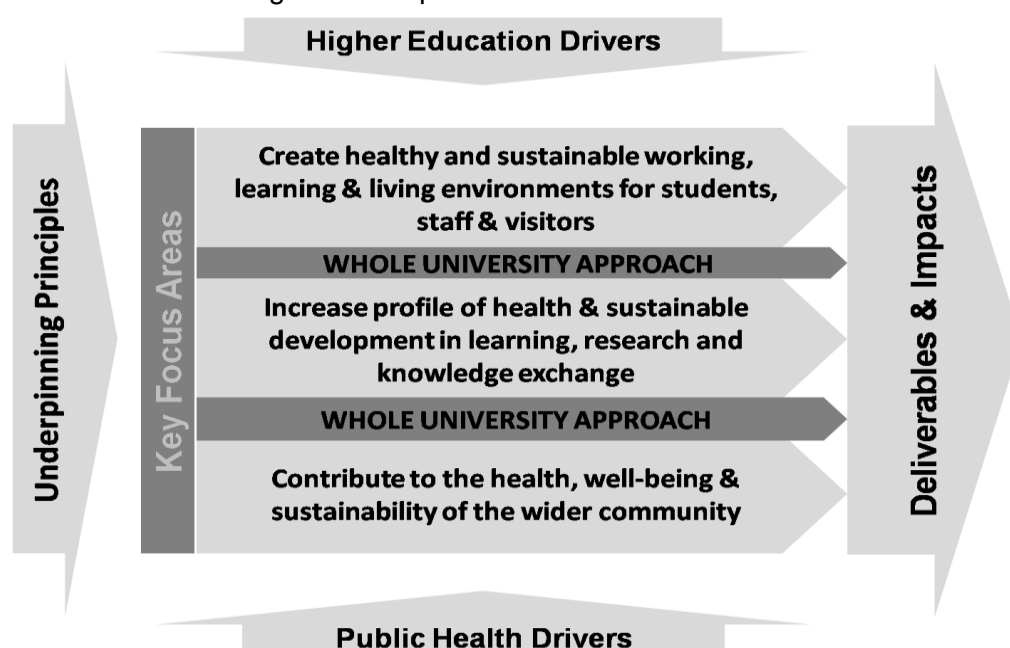 Higher Education Drivers
Underpinning Principles
Key Focus Areas
Create healthy and sustainable working,
learning & living environments for students,
staff & visitors
WHOLE UNIVERSITY APPROACH
Increase profile of health & sustainable
development in learning, research and
knowledge exchange
WHOLE UNIVERSITY APPROACH
Contribute to the health, well-being &
sustainability of the wider community
Deliverables & Impacts
Public Health Drivers